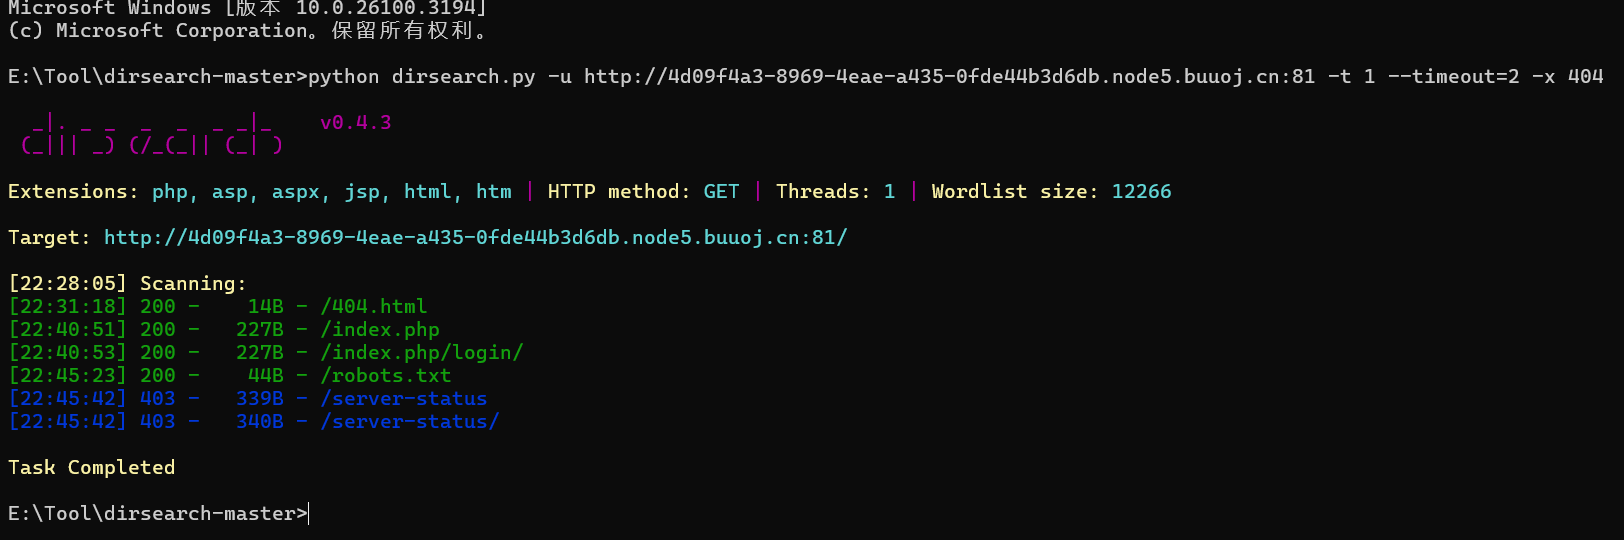 Microsoft Windows [版本 10.0.26100.3194]
(c) Microsoft Corporation。保留所有权利。
E:\Tool\dirsearch-master>python dirsearch.py -u http://4d09f4a3-8969-4eae-a435-0fde44b3d6db.node5.buuoj.cn:81 -t 1 --timeout=2 -x 404
  _|. _ _  _  _  _ _|_    v0.4.3
 (_||| _) (/_(_|| (_| )
Extensions: php, asp, aspx, jsp, html, htm | HTTP method: GET | Threads: 1 | Wordlist size: 12266
Target: http://4d09f4a3-8969-4eae-a435-0fde44b3d6db.node5.buuoj.cn:81/
[22:28:05] Scanning:
[22:31:18] 200 -    14B - /404.html
[22:40:51] 200 -   227B - /index.php
[22:40:53] 200 -   227B - /index.php/login/
[22:45:23] 200 -    44B - /robots.txt
[22:45:42] 403 -   339B - /server-status
[22:45:42] 403 -   340B - /server-status/
Task Completed
E:\Tool\dirsearch-master>